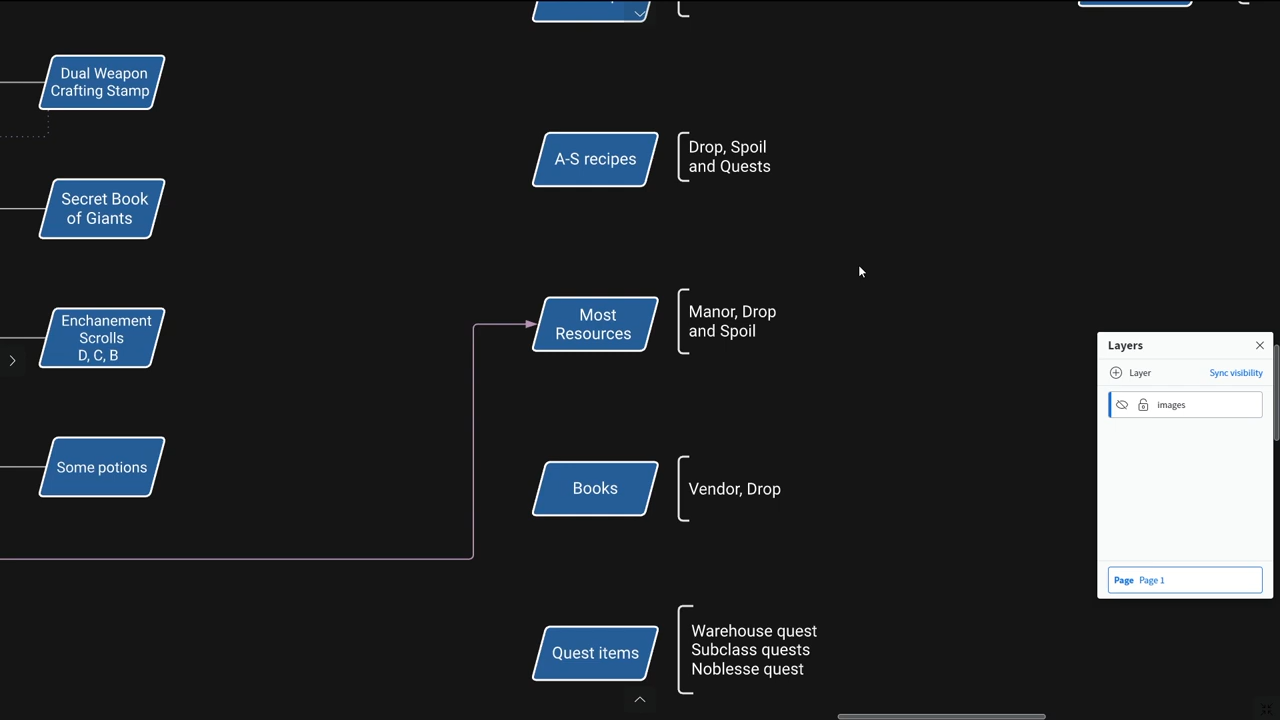 Dual Weapon
Crafting Stamp
Secret Book
of Giants
Enchanement
Scrolls
D, C, B
Some potions
A-S recipes
Drop, Spoil
and Quests
Most
Resources
Manor, Drop
and Spoil
Books
Vendor, Drop
Quest items
Warehouse quest
Subclass quests
Noblesse quest
Layers
Layer
Sync visibility
images
Page Page 1